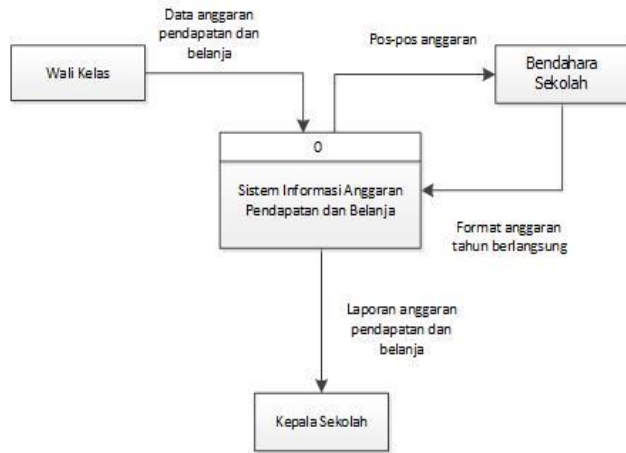 Data anggaran
pendapatan dan
belanja
Pos-pos anggaran
Wali Kelas
Bendahara
Sekolah
0
Sistem Informasi Anggaran
Pendapatan dan Belanja
Format anggaran
tahun berlangsung
Laporan anggaran
pendapatan dan
belanja
Kepala Sekolah